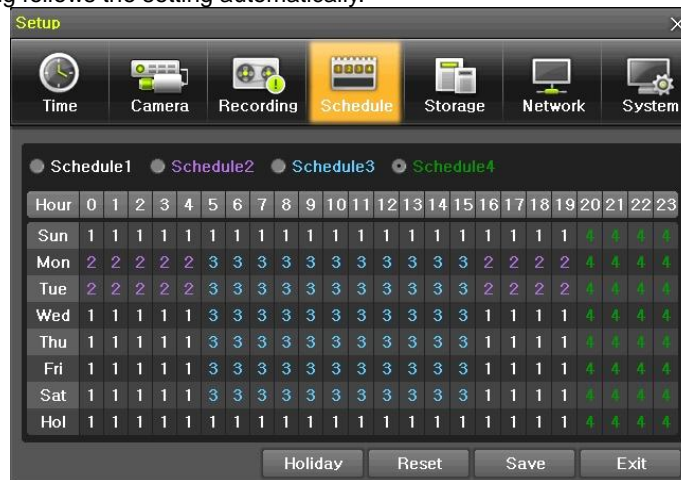 g follows the setting automatically.
Setup
Time Camera Recording Schedule Storage Network System
Schedule1 Schedule2 Schedule3 Schedule4
Hour 0 1 2 3 4 5 6 7 8 9 10 11 12 13 14 15 16 17 18 19 20 21 22 23
Sun 1 1 1 1 1 1 1 1 1 1 1 1 1 1 1 1 1 1 1 1 4 4 4 4
Mon 2 2 2 2 2 3 3 3 3 3 3 3 3 3 3 3 2 2 2 2 4 4 4 4
Tue 2 2 2 2 2 3 3 3 3 3 3 3 3 3 3 3 2 2 2 2 4 4 4 4
Wed 1 1 1 1 1 3 3 3 3 3 3 3 3 3 3 3 1 1 1 1 4 4 4 4
Thu 1 1 1 1 1 3 3 3 3 3 3 3 3 3 3 3 1 1 1 1 4 4 4 4
Fri 1 1 1 1 1 3 3 3 3 3 3 3 3 3 3 3 1 1 1 1 4 4 4 4
Sat 1 1 1 1 1 3 3 3 3 3 3 3 3 3 3 3 1 1 1 1 4 4 4 4
Hol 1 1 1 1 1 1 1 1 1 1 1 1 1 1 1 1 1 1 1 1 4 4 4 4
Holiday Reset Save Exit